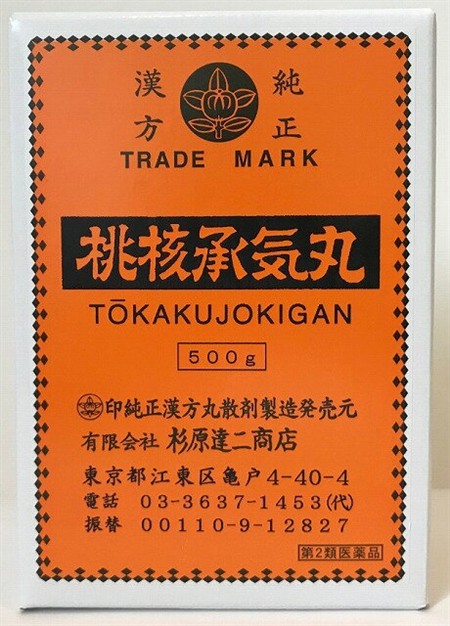 純正漢方
TRADE MARK
桃核承気丸
TŌKAKUJOKIGAN
500g
印純正漢方丸散剤製造発売元
有限会社 杉原達二商店
東京都江東区亀戸4-40-4
電話 03-3637-1453(代)
振替 00110-9-12827
第2類医薬品